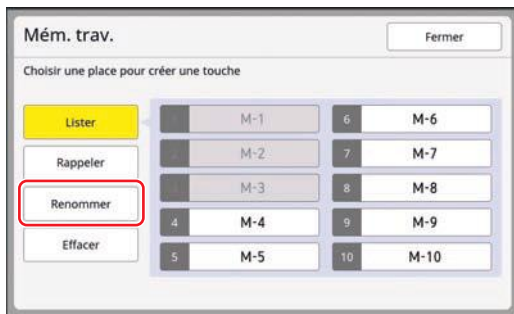 Mém. trav.
Fermer
Choisir une place pour créer une touche
Lister
Rappeler
Renommer
Effacer
M-1
M-2
M-3
4 M-4
5 M-5
6 M-6
7 M-7
8 M-8
9 M-9
10 M-10